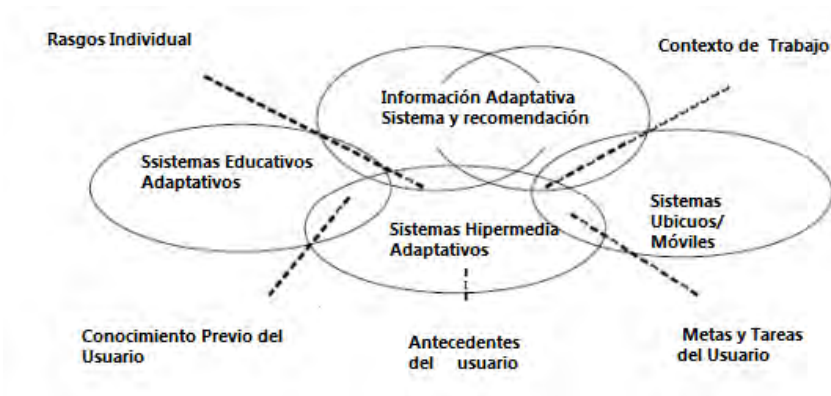 Rasgos Individual
Contexto de Trabajo
Información Adaptativa
Sistema y recomendación
Ssistemas Educativos
Adaptativos
Sistemas Hipermedia
Adaptativos
Sistemas
Ubicuos/
Móviles
Conocimiento Previo del
Usuario
Antecedentes
del usuario
Metas y Tareas
del Usuario